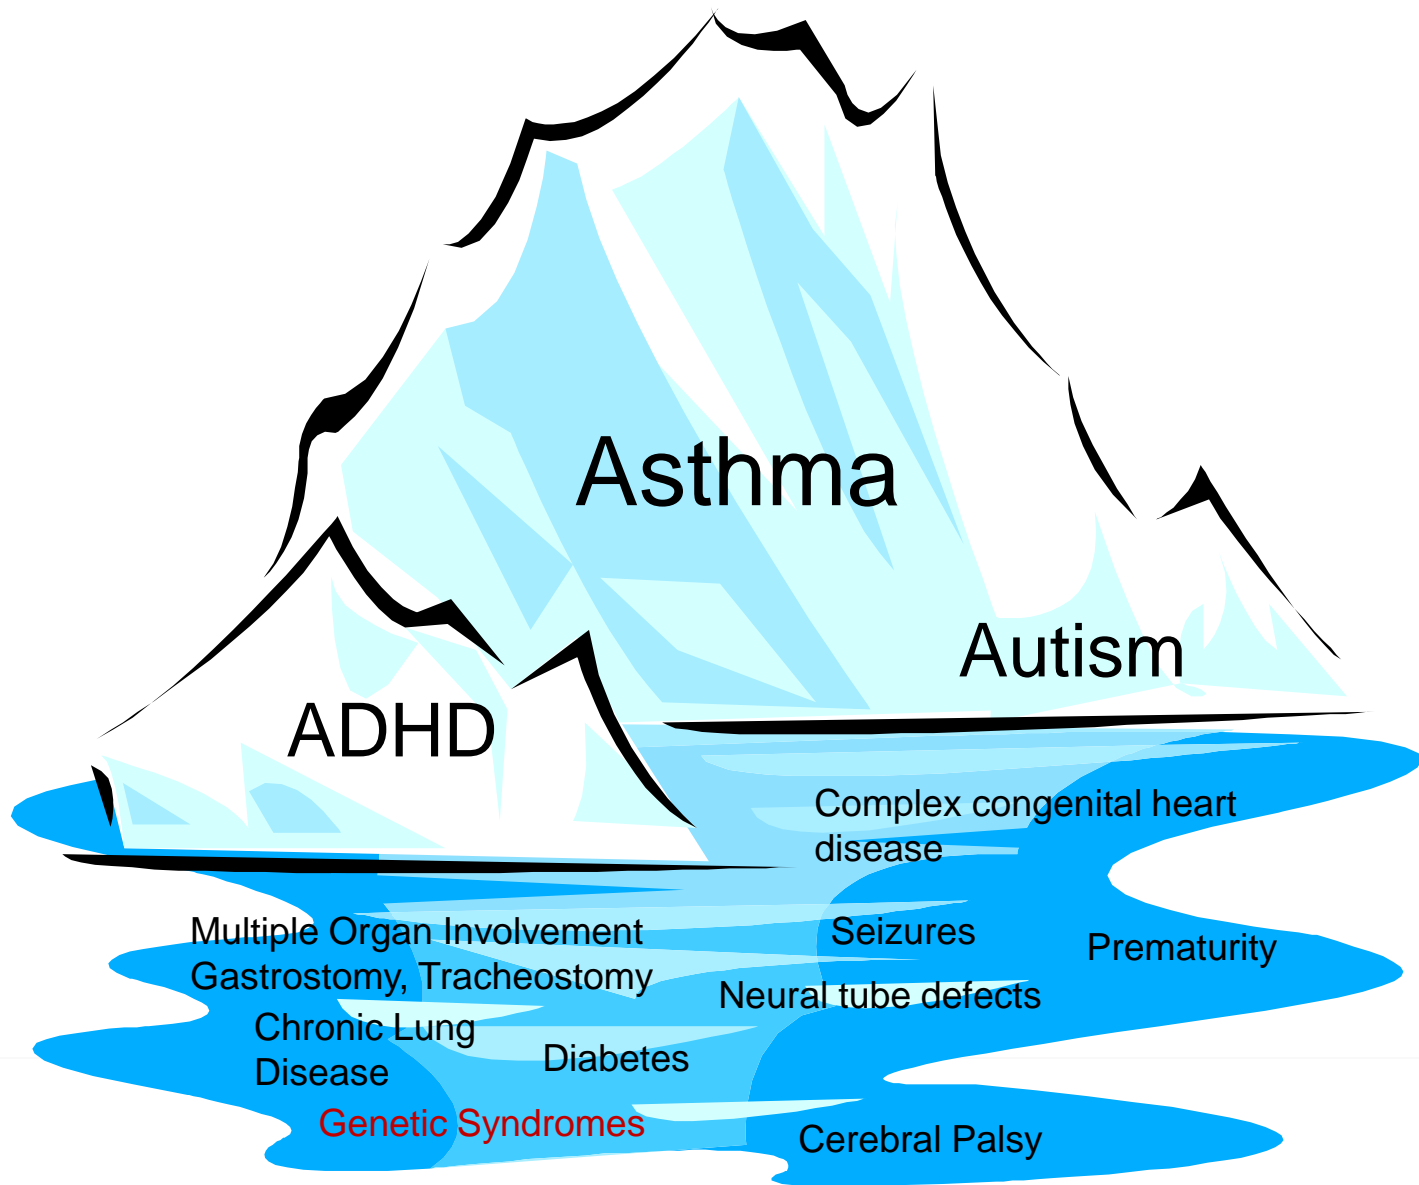 Asthma
Autism
ADHD
Complex congenital heart
disease
Multiple Organ Involvement
Gastrostomy, Tracheostomy
Seizures
Prematurity
Neural tube defects
Chronic Lung
Disease
Diabetes
Genetic Syndromes
Cerebral Palsy